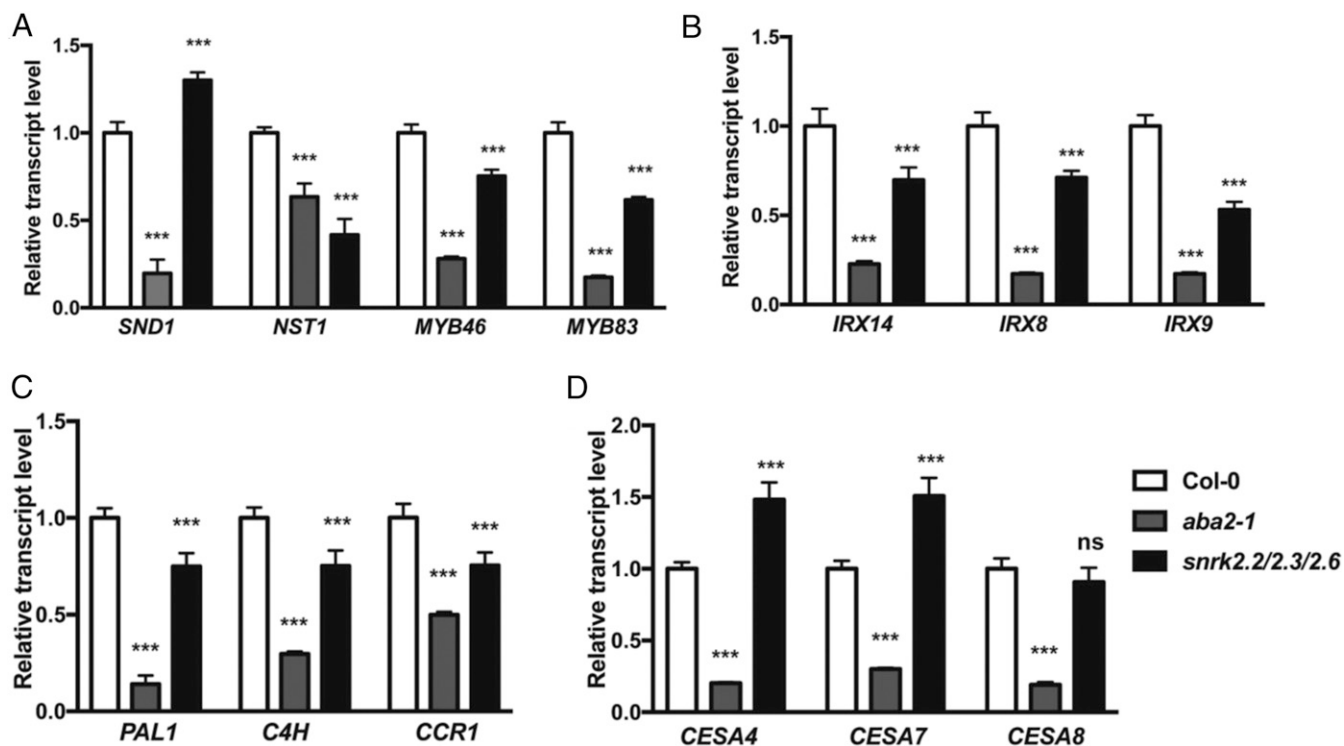 A
Relative transcript level
1.5
1.0
0.5
0.0
***
***
***
***
***
***
***
***
SND1 NST1 MYB46 MYB83
B
Relative transcript level
1.5
1.0
0.5
0.0
***
***
***
***
***
***
IRX14 IRX8 IRX9
C
Relative transcript level
1.5
1.0
0.5
0.0
***
***
***
***
***
***
PAL1 C4H CCR1
D
Relative transcript level
2.0
1.5
1.0
0.5
0.0
***
***
***
***
***
ns
CESA4 CESA7 CESA8
Col-0
aba2-1
snrk2.2/2.3/2.6